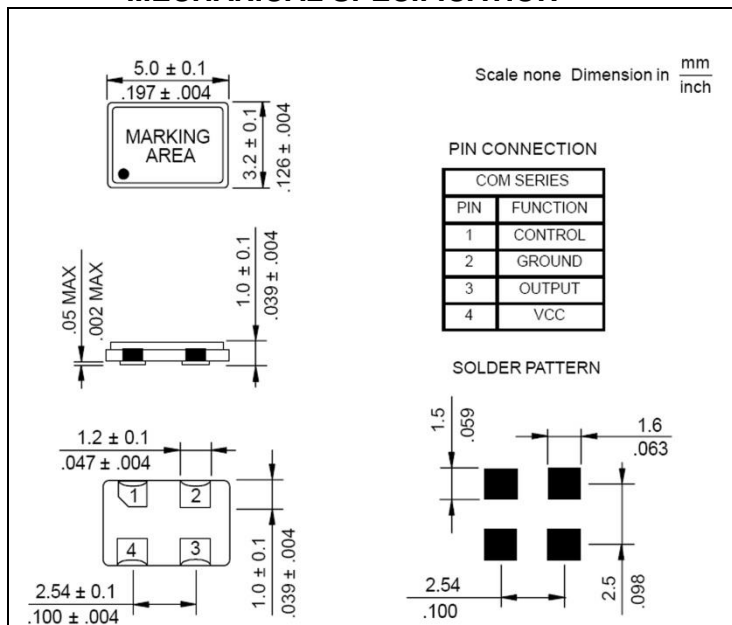 5.0 ± 0.1
.197 ± .004
MARKING
AREA
3.2 ± 0.1
.126 ± .004
Scale none Dimension in mm
inch
PIN CONNECTION
COM SERIES
PIN FUNCTION
1 CONTROL
2 GROUND
3 OUTPUT
4 VCC
.05 MAX
.002 MAX
1.0 ± 0.1
.039 ± .004
SOLDER PATTERN
1.2 ± 0.1
.047 ± .004
1 2
4 3
1.0 ± 0.1
.039 ± .004
2.54 ± 0.1
.100 ± .004
1.5
.059
1.6
.063
2.54
.100
2.5
.098